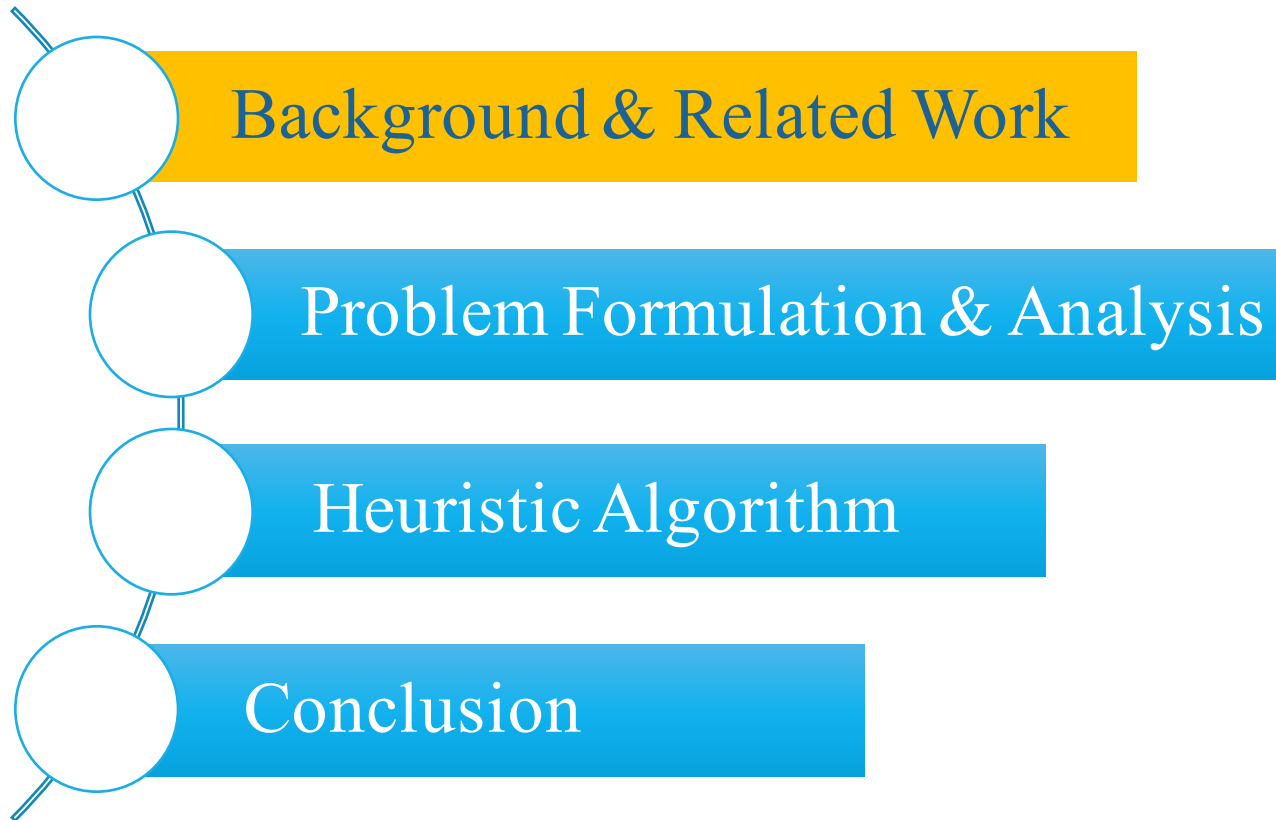 Background & Related Work
Problem Formulation & Analysis
Heuristic Algorithm
Conclusion